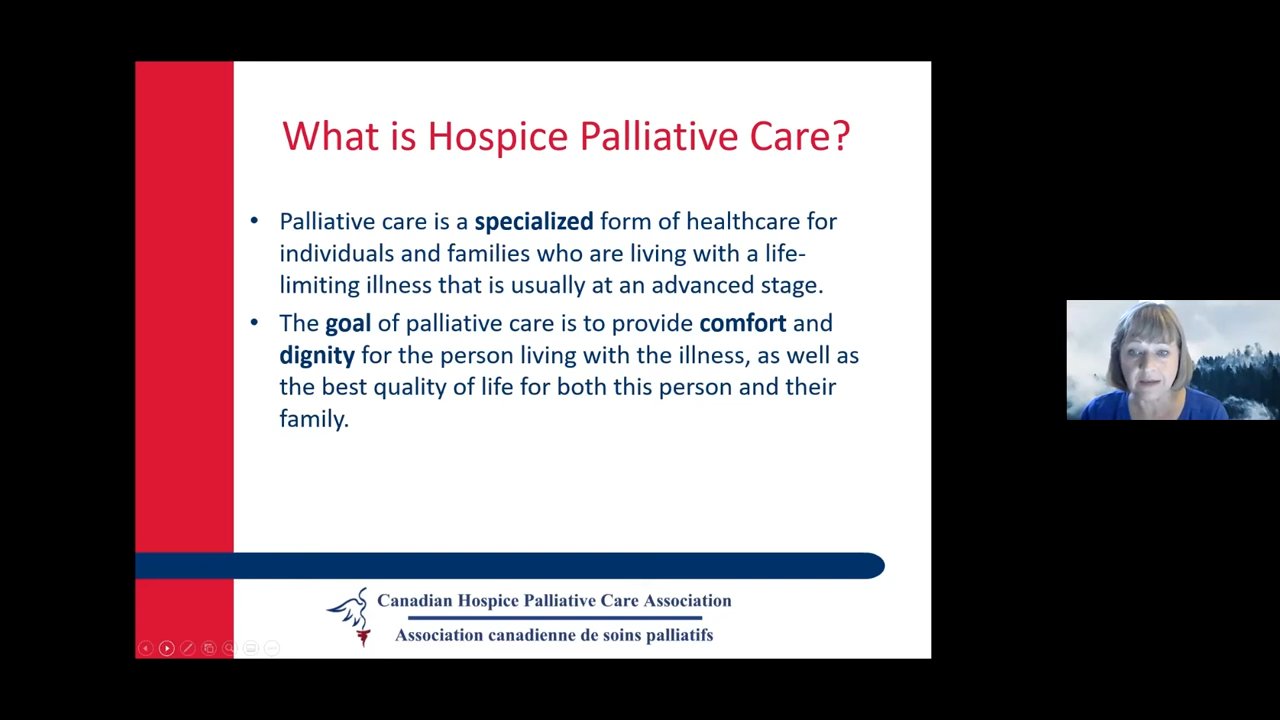 What is Hospice Palliative Care?
• Palliative care is a specialized form of healthcare for
individuals and families who are living with a life-
limiting illness that is usually at an advanced stage.
• The goal of palliative care is to provide comfort and
dignity for the person living with the illness, as well as
the best quality of life for both this person and their
family.
Canadian Hospice Palliative Care Association
Association canadienne de soins palliatifs